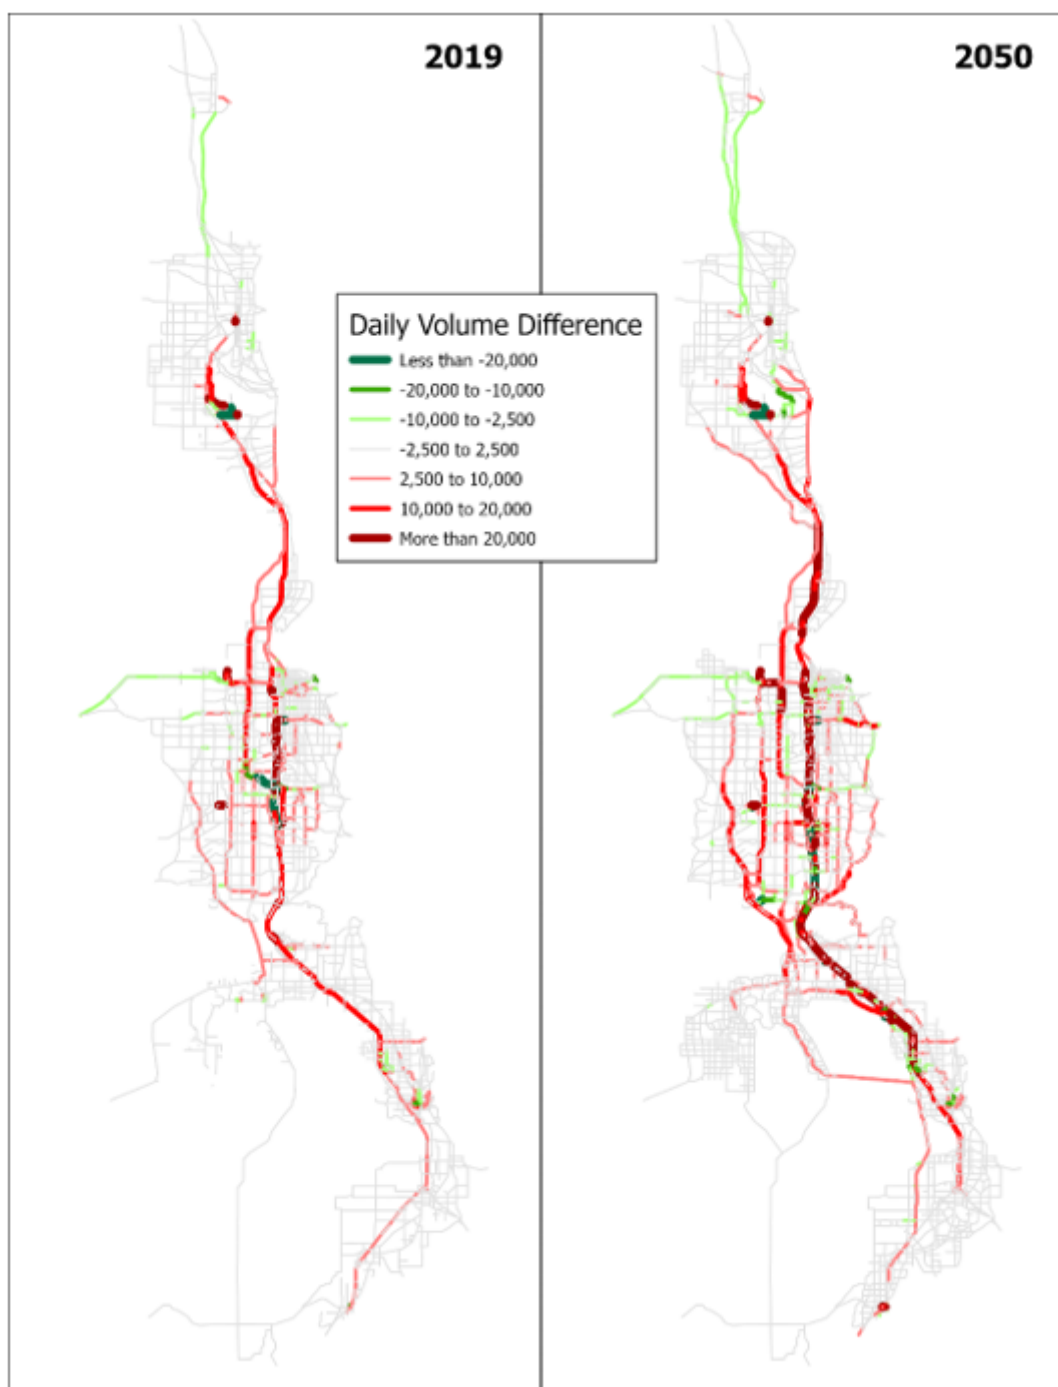 2019
2050
Daily Volume Difference
Less than -20,000
-20,000 to -10,000
-10,000 to -2,500
-2,500 to 2,500
2,500 to 10,000
10,000 to 20,000
More than 20,000